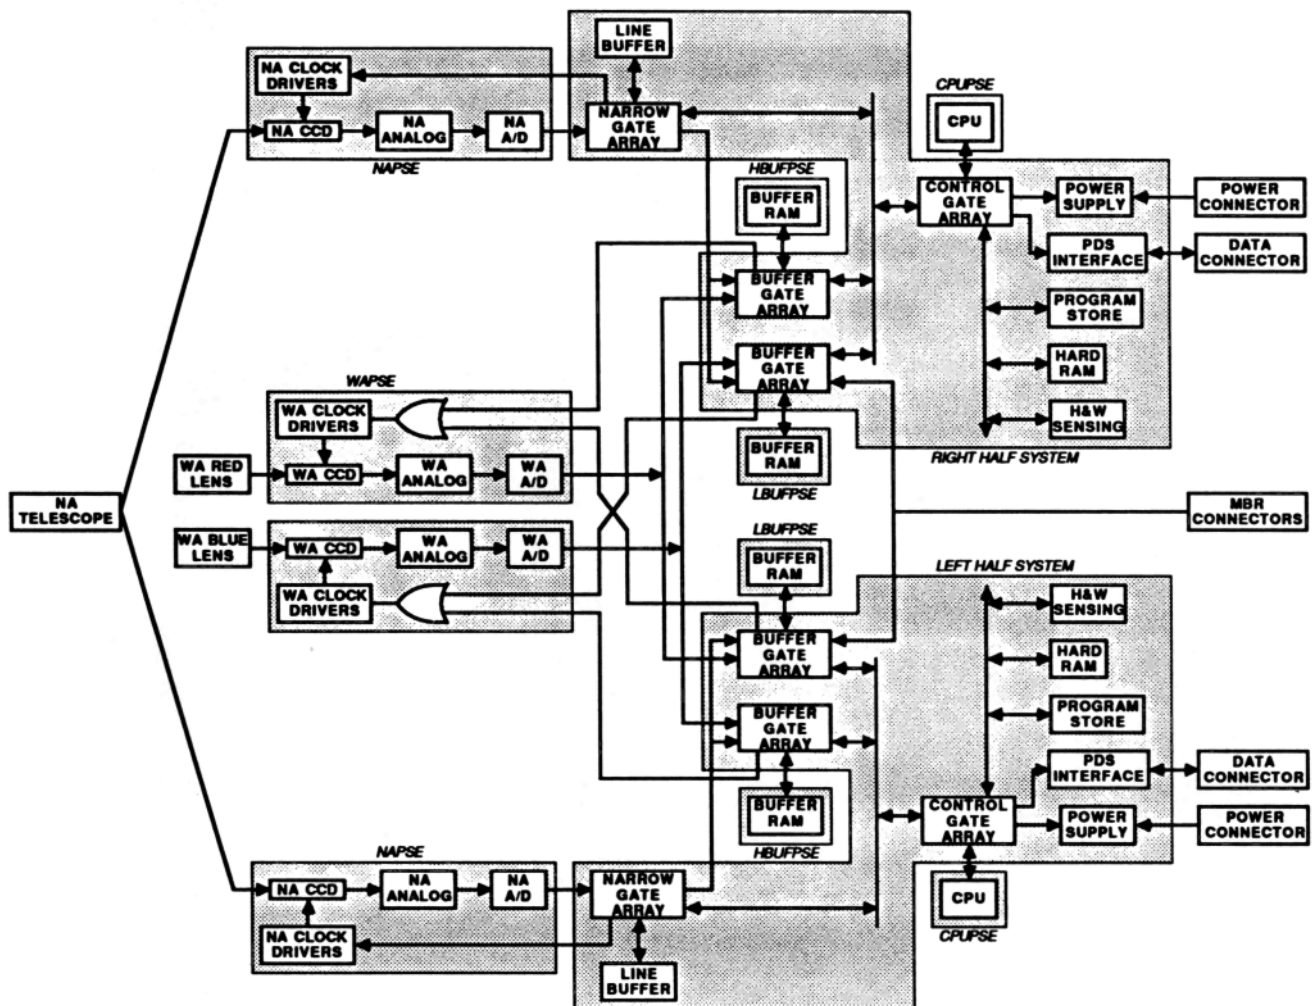 LINE
BUFFER
NA CLOCK
DRIVERS
NA CCD
NA
ANALOG
NA
A/D
NARROW
GATE
ARRAY
NAPSE
CPUPSE
CPU
HBUFPSE
BUFFER
RAM
CONTROL
GATE
ARRAY
POWER
SUPPLY
POWER
CONNECTOR
PDS
INTERFACE
DATA
CONNECTOR
BUFFER
GATE
ARRAY
PROGRAM
STORE
BUFFER
GATE
ARRAY
HARD
RAM
WAPSE
WA CLOCK
DRIVERS
H&W
SENSING
BUFFER
RAM
RIGHT HALF SYSTEM
WA RED
LENS
WA CCD
WA
ANALOG
WA
A/D
LBUFPSE
NA
TELESCOPE
MBR
CONNECTORS
LBUFPSE
WA BLUE
LENS
WA CCD
WA
ANALOG
WA
A/D
BUFFER
RAM
LEFT HALF SYSTEM
WA CLOCK
DRIVERS
H&W
SENSING
BUFFER
GATE
ARRAY
HARD
RAM
BUFFER
GATE
ARRAY
PROGRAM
STORE
PDS
INTERFACE
DATA
CONNECTOR
BUFFER
RAM
CONTROL
GATE
ARRAY
POWER
SUPPLY
POWER
CONNECTOR
HBUFPSE
NAPSE
NA CCD
NA
ANALOG
NA
A/D
NARROW
GATE
ARRAY
CPU
CPUPSE
NA CLOCK
DRIVERS
LINE
BUFFER